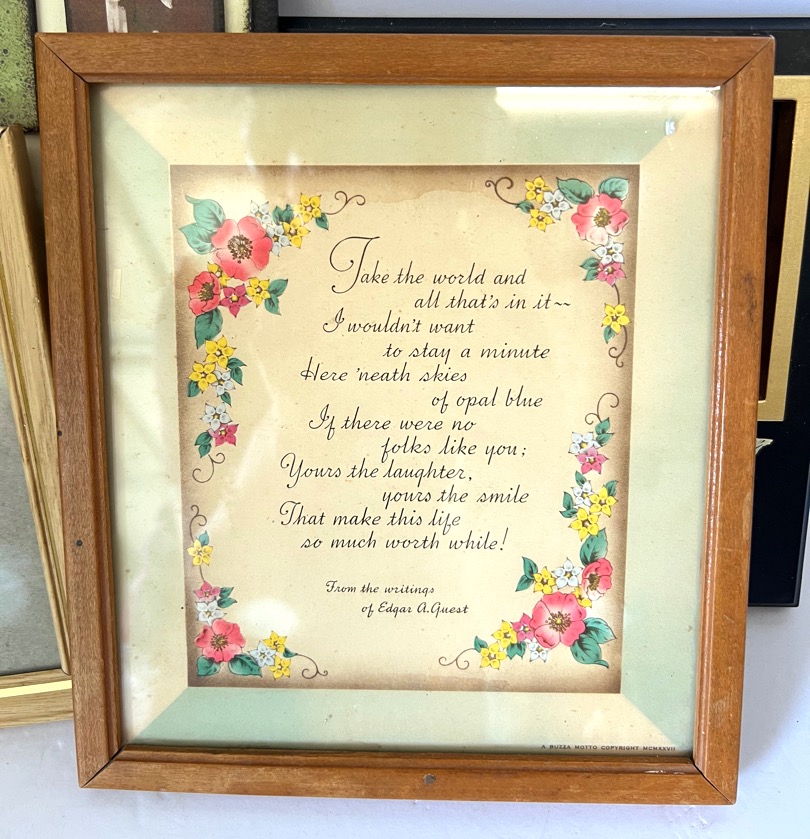 Take the world and
all that's in it~~
I wouldn't want
to stay a minute
Here 'neath skies
of opal blue
If there were no
folks like you;
Yours the laughter,
yours the smile
That make this life
so much worth while!
From the writings
of Edgar A. Guest
A BUZZA MOTTO COPYRIGHT MCMXXVII